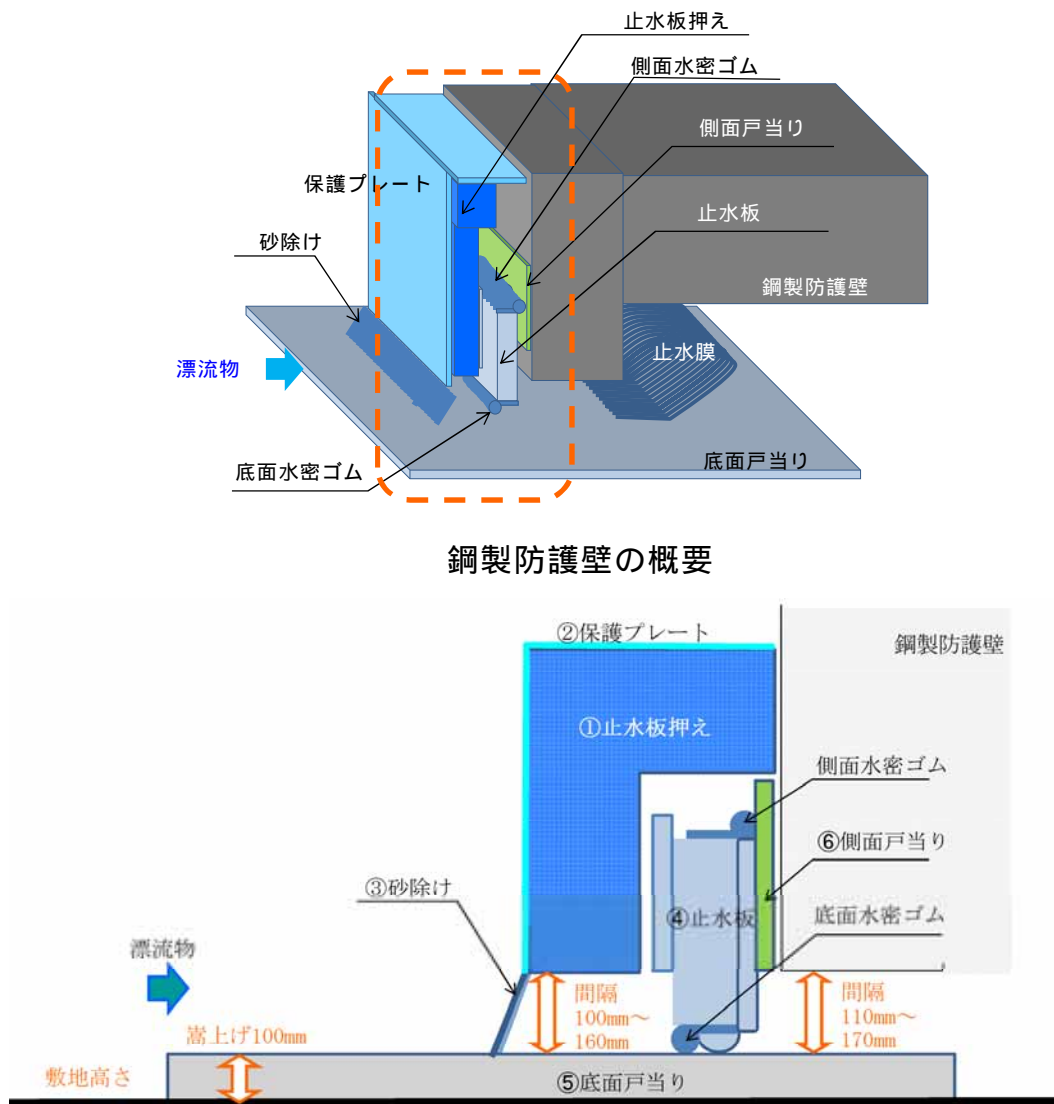 止水板押え
側面水密ゴム
側面戸当り
保護プレート
止水板
砂除け
鋼製防護壁
止水膜
漂流物
底面戸当り
底面水密ゴム
鋼製防護壁の概要
②保護プレート
鋼製防護壁
①止水板押え
側面水密ゴム
⑥側面戸当り
③砂除け
④止水板
底面水密ゴム
漂流物
間隔
100mm～
160mm
間隔
110mm～
170mm
嵩上げ100mm
敷地高さ
⑤底面戸当り